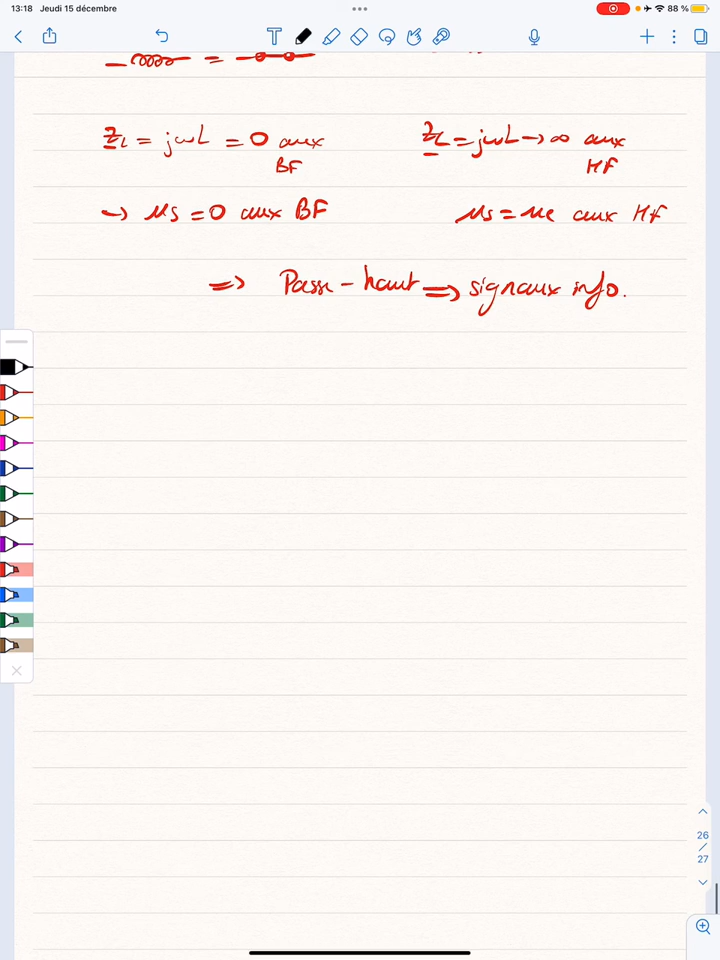 13:18 Jeudi 15 décembre
88 %
=
Z_L = jωL = 0 aux BF
Z_L = jωL → ∞ aux HF
→ us = 0 aux BF
us = ue aux HF
⇒ Passe-haut ⇒ signaux info.
26
/
27